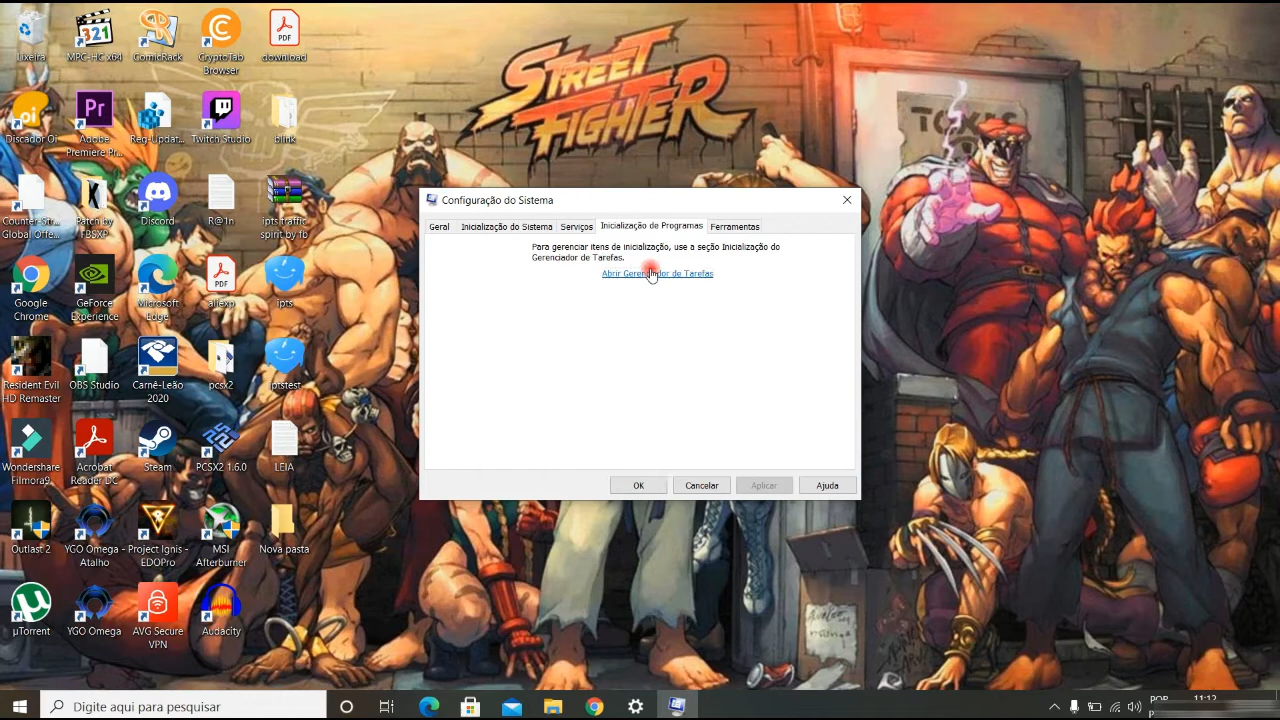 STREET
FIGHTER
Lixeira
MPC-HC x64
ComicRack
CryptoTab
Browser
download
Discador Oi
Adobe
Premiere Pr...
Reg-updat...
Twitch Studio
blink
Counter-Str...
Global Offe...
Patch by
FBSXP
Discord
R@1n
ipts traffic
spirit by fb
Google
Chrome
GeForce
Experience
Microsoft
Edge
aliexp
ipts
Resident Evil
HD Remaster
OBS Studio
Carnê-Leão
2020
pcsx2
iptstest
Wondershare
Filmora9
Acrobat
Reader DC
Steam
PCSX2 1.6.0
LEIA
Outlast 2
YGO Omega -
Atalho
Project Ignis -
EDOPro
MSI
Afterburner
Nova pasta
µTorrent
YGO Omega
AVG Secure
VPN
Audacity
Configuração do Sistema
Geral
Inicialização do Sistema
Serviços
Inicialização de Programas
Ferramentas
Para gerenciar itens de inicialização, use a seção Inicialização do
Gerenciador de Tarefas.
Abrir Gerenciador de Tarefas
OK
Cancelar
Aplicar
Ajuda
Digite aqui para pesquisar
POR
11:12